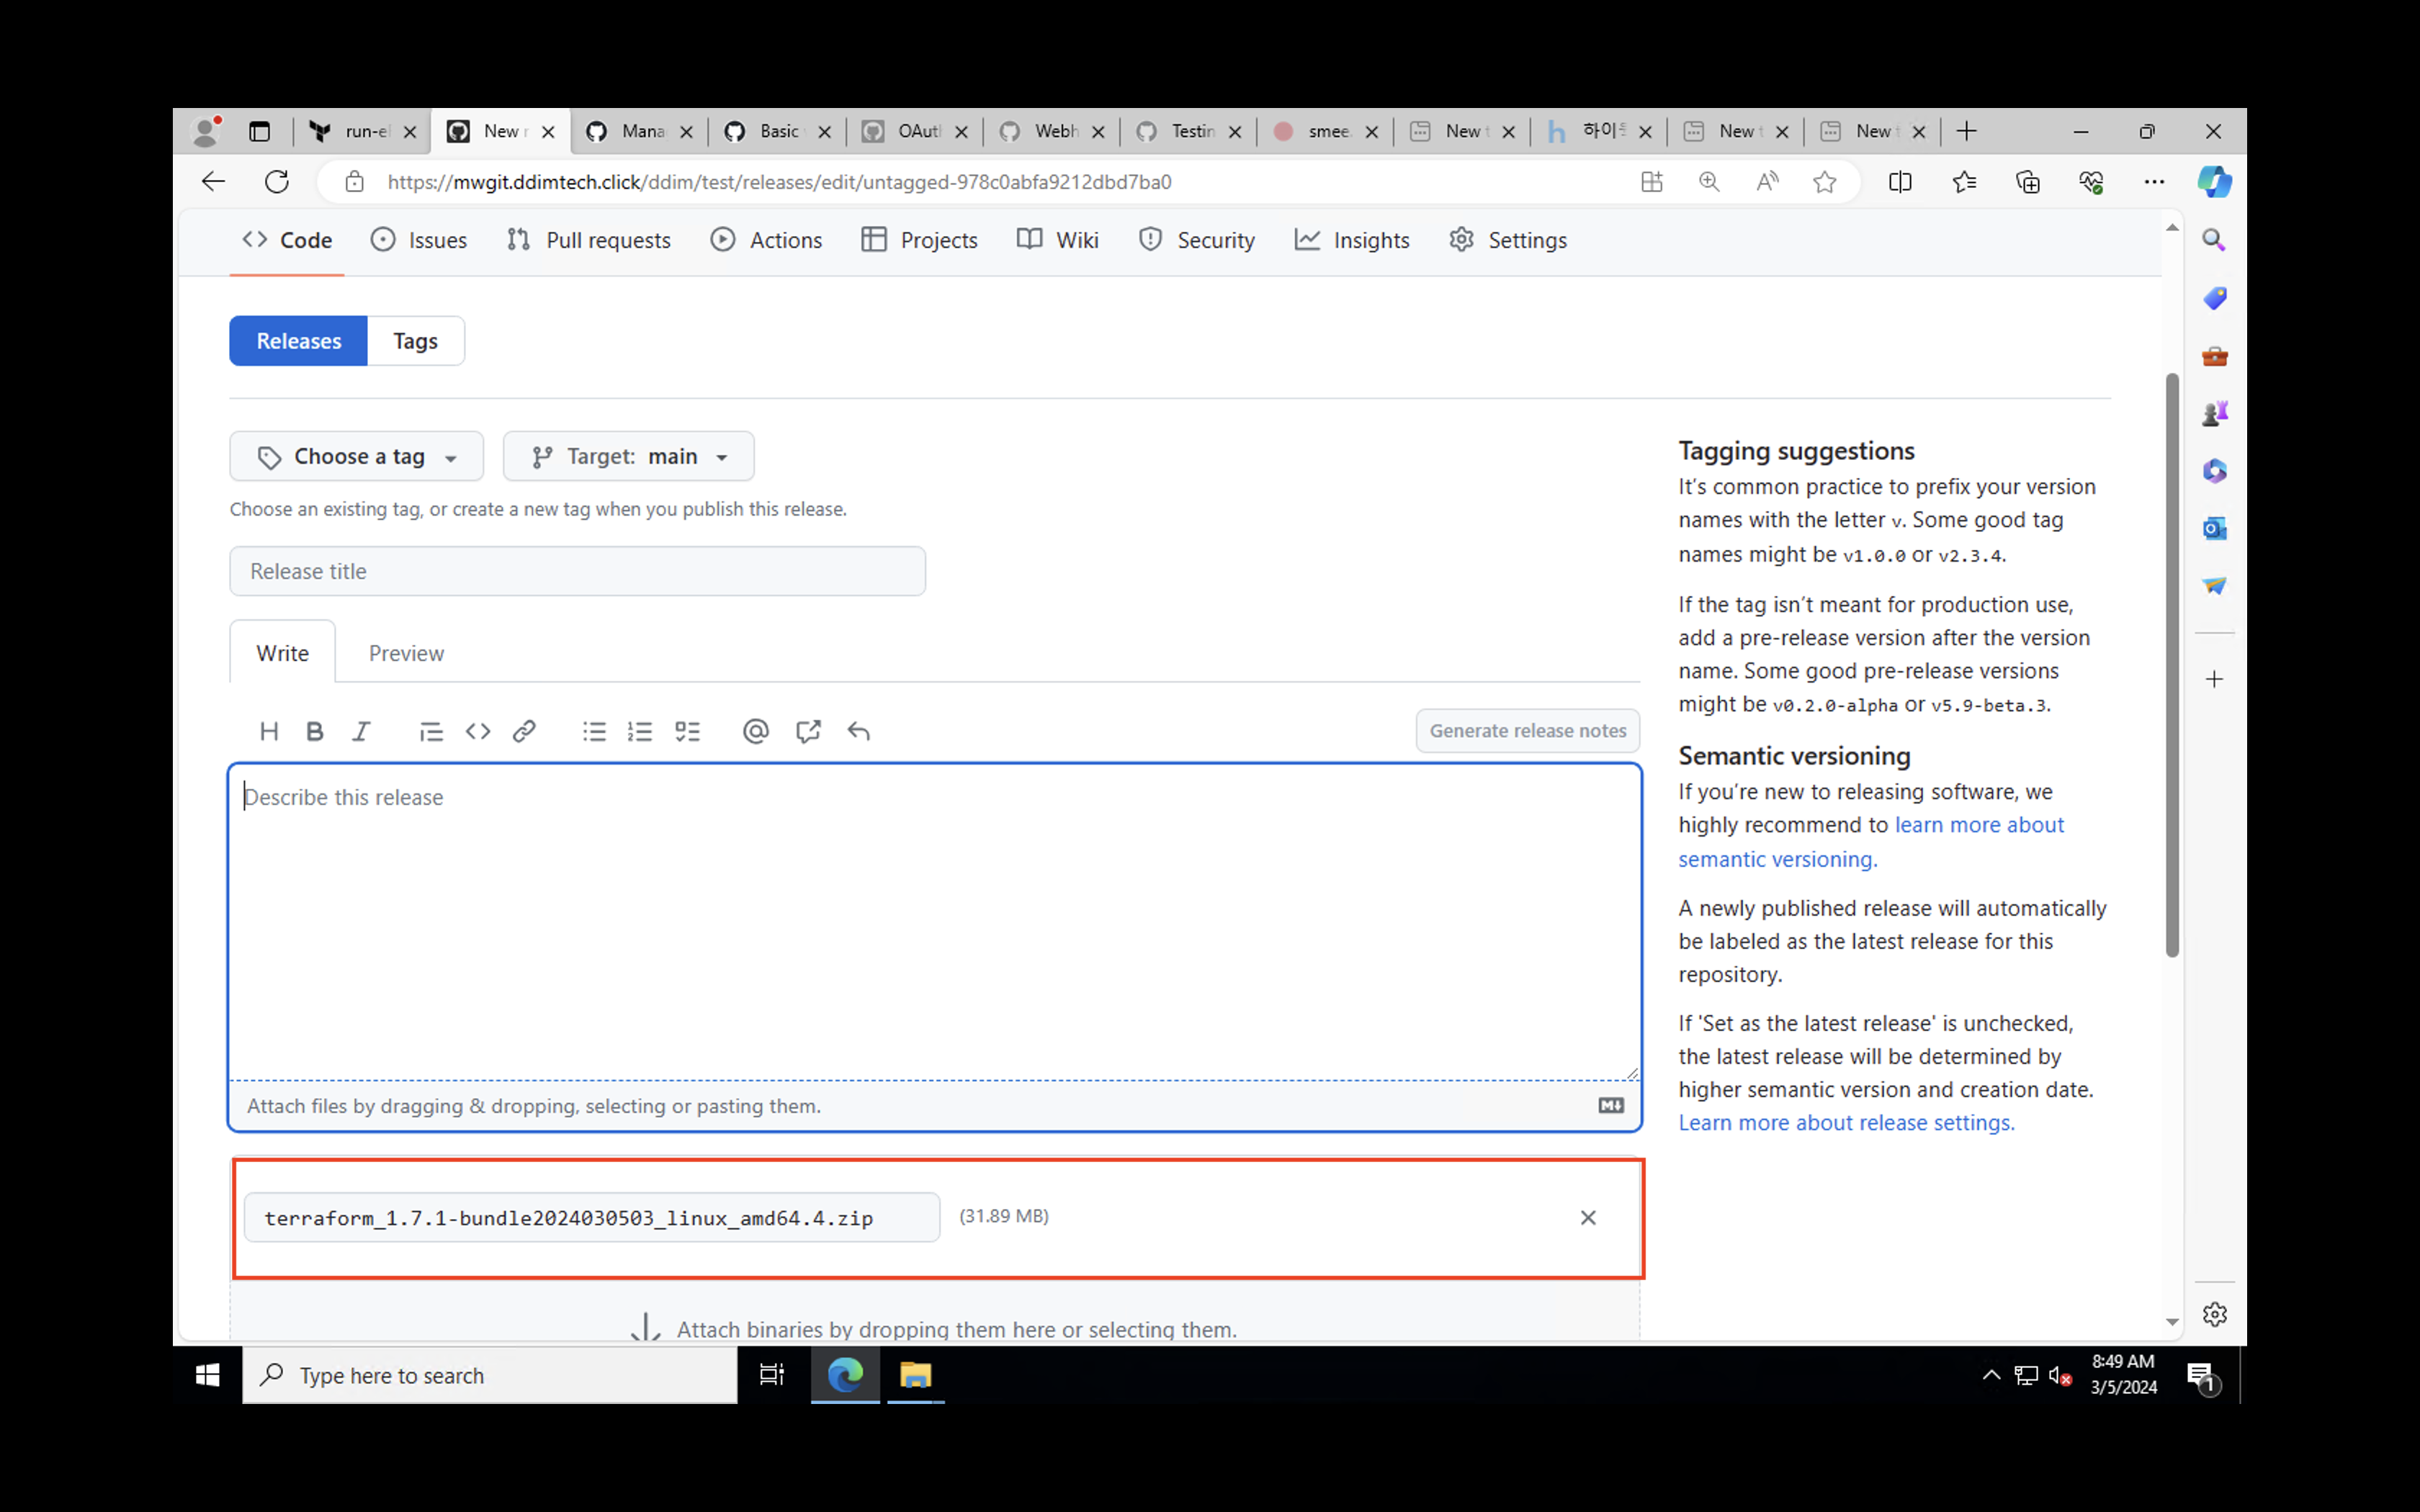 run-e
New r
Mana
Basic
OAut
Webh
Testin
smee.
New t
하이
New t
New t
https://mwgit.ddimtech.click/ddim/test/releases/edit/untagged-978c0abfa9212dbd7ba0
Code
Issues
Pull requests
Actions
Projects
Wiki
Security
Insights
Settings
Releases
Tags
Choose a tag
Target: main
Choose an existing tag, or create a new tag when you publish this release.
Release title
Write
Preview
Generate release notes
Describe this release
Attach files by dragging & dropping, selecting or pasting them.
terraform_1.7.1-bundle2024030503_linux_amd64.4.zip
(31.89 MB)
Attach binaries by dropping them here or selecting them.
Tagging suggestions
It's common practice to prefix your version
names with the letter v. Some good tag
names might be v1.0.0 or v2.3.4.
If the tag isn't meant for production use,
add a pre-release version after the version
name. Some good pre-release versions
might be v0.2.0-alpha or v5.9-beta.3.
Semantic versioning
If you're new to releasing software, we
highly recommend to learn more about
semantic versioning.
A newly published release will automatically
be labeled as the latest release for this
repository.
If 'Set as the latest release' is unchecked,
the latest release will be determined by
higher semantic version and creation date.
Learn more about release settings.
Type here to search
8:49 AM
3/5/2024
1